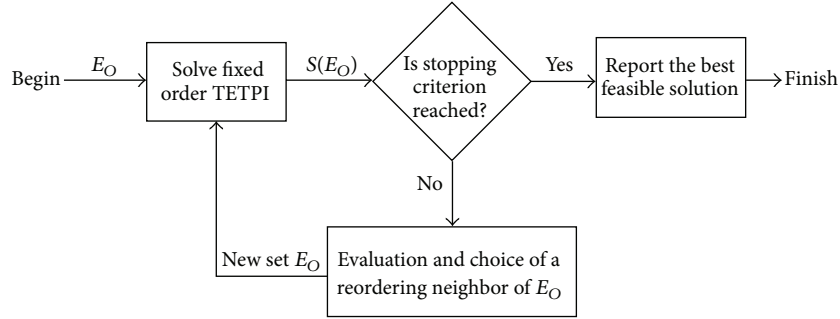 Begin
E_O
Solve fixed
order TETPI
S(E_O)
Is stopping
criterion
reached?
Yes
Report the best
feasible solution
Finish
No
New set E_O
Evaluation and choice of a
reordering neighbor of E_O